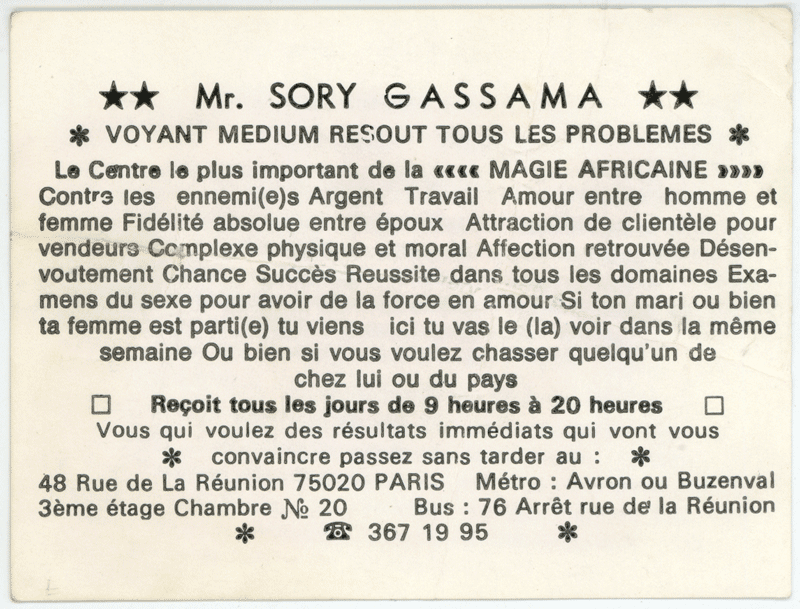 ★★ Mr. SORY GASSAMA ★★
✻ VOYANT MEDIUM RESOUT TOUS LES PROBLEMES ✻
Le Centre le plus important de la «««« MAGIE AFRICAINE »»»»
Contre les ennemi(e)s Argent Travail Amour entre homme et
femme Fidélité absolue entre époux Attraction de clientèle pour
vendeurs Complexe physique et moral Affection retrouvée Désen-
voutement Chance Succès Reussite dans tous les domaines Exa-
mens du sexe pour avoir de la force en amour Si ton mari ou bien
ta femme est parti(e) tu viens ici tu vas le (la) voir dans la même
semaine Ou bien si vous voulez chasser quelqu'un de
chez lui ou du pays
□ Reçoit tous les jours de 9 heures à 20 heures □
Vous qui voulez des résultats immédiats qui vont vous
✻ convaincre passez sans tarder au : ✻
48 Rue de La Réunion 75020 PARIS Métro : Avron ou Buzenval
3ème étage Chambre № 20 Bus : 76 Arrêt rue de la Réunion
✻ ☎ 367 19 95 ✻